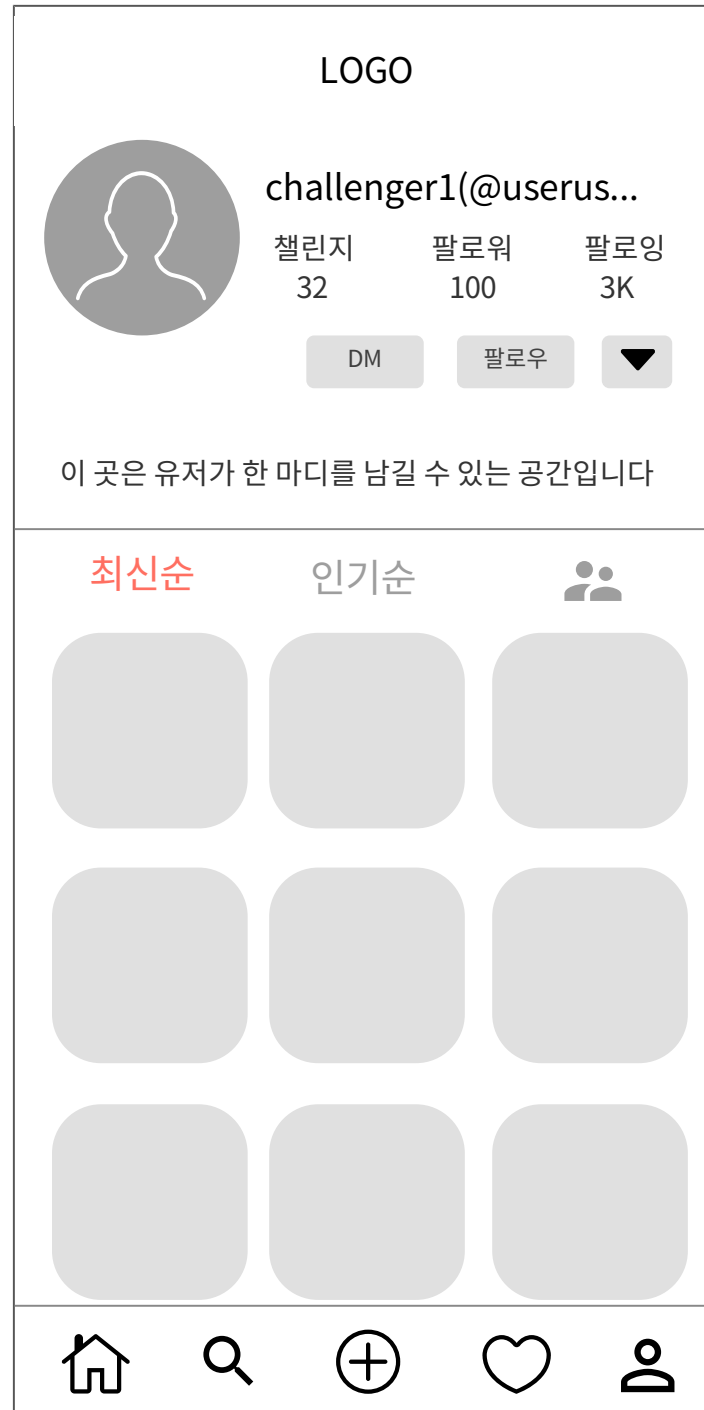 LOGO
challenger1(@userus...
챌린지 팔로워 팔로잉
32 100 3K
DM 팔로우
이 곳은 유저가 한 마디를 남길 수 있는 공간입니다
최신순 인기순